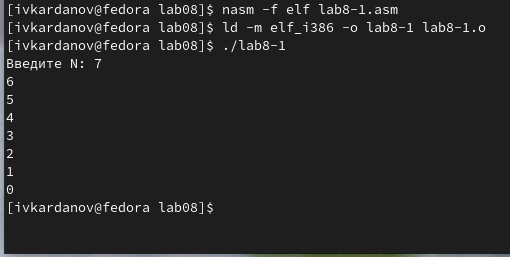 [ivkardanov@fedora lab08]$ nasm -f elf lab8-1.asm
[ivkardanov@fedora lab08]$ ld -m elf_i386 -o lab8-1 lab8-1.o
[ivkardanov@fedora lab08]$ ./lab8-1
Введите N: 7
6
5
4
3
2
1
0
[ivkardanov@fedora lab08]$